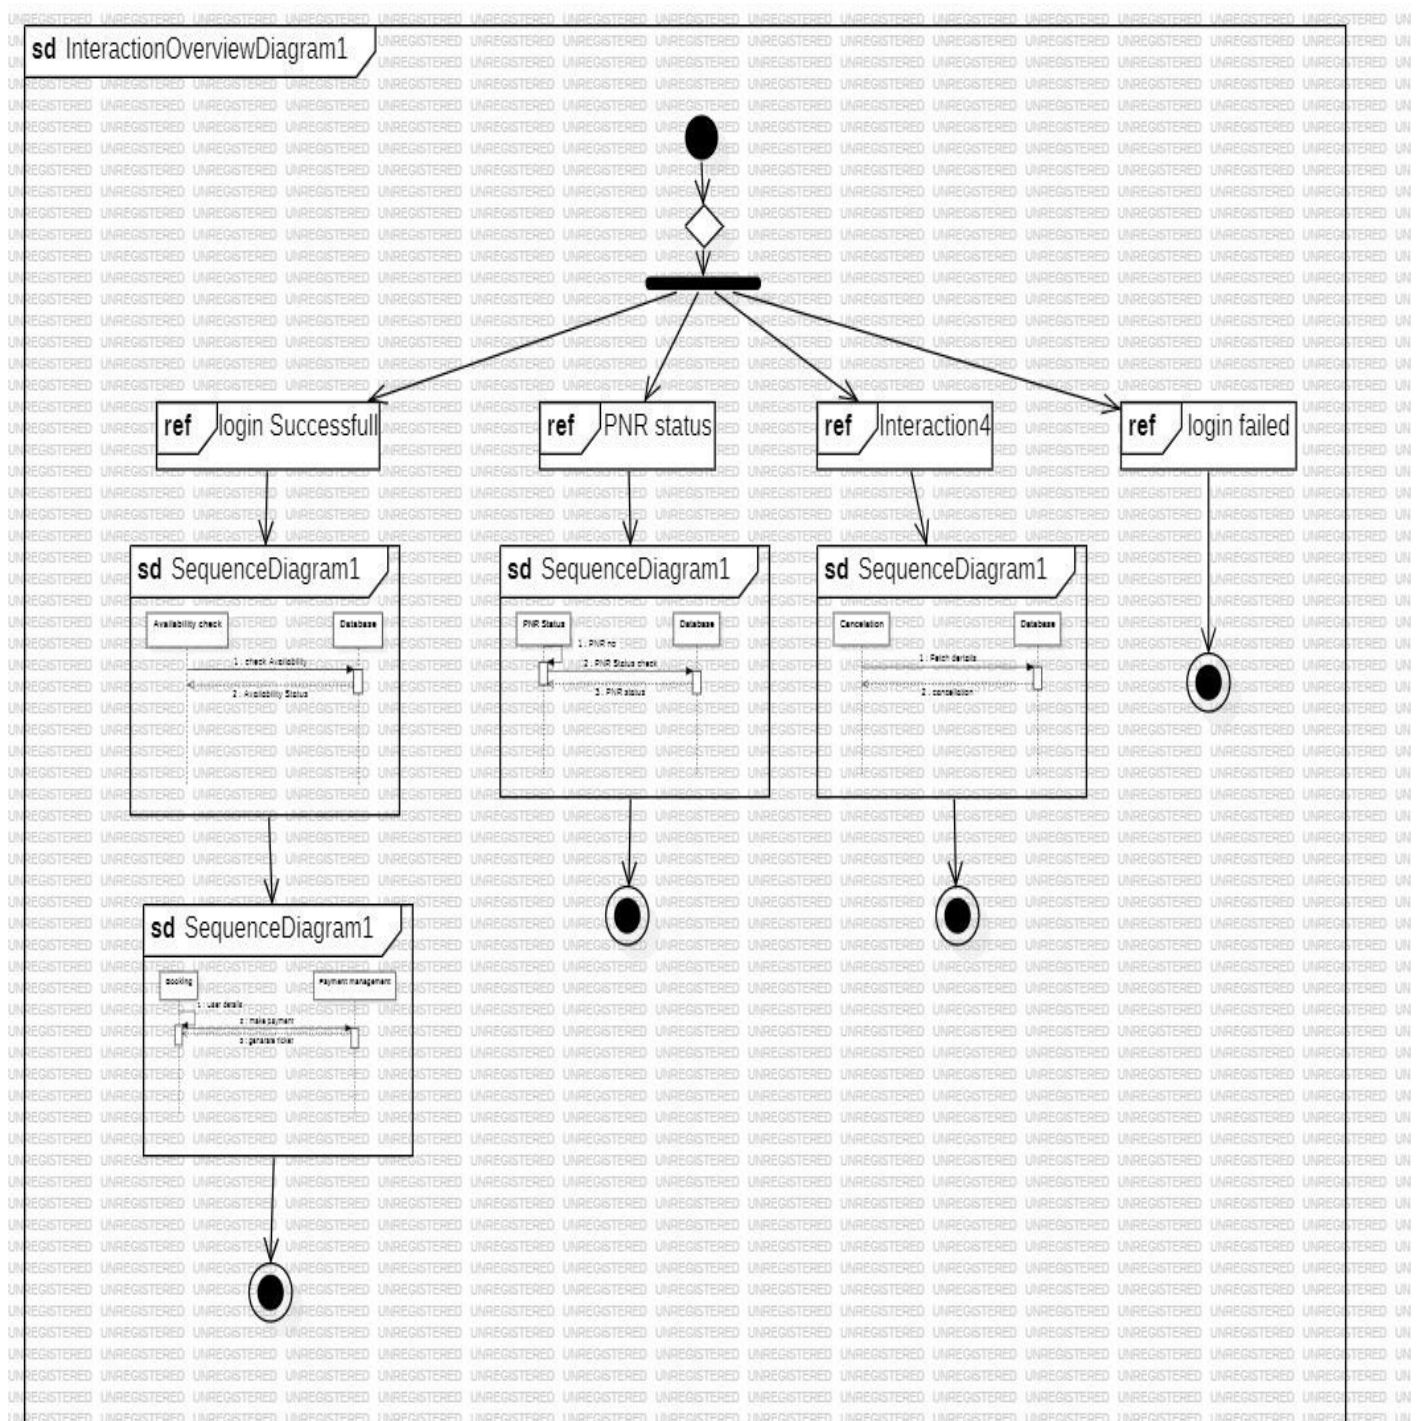 sd InteractionOverviewDiagram1
ref login Successfull
ref PNR status
ref Interaction4
ref login failed
sd SequenceDiagram1
Availability check
Database
1 : check Availability
2 : Availability Status
sd SequenceDiagram1
PNR Status
Database
1 : PNR no
2 : PNR Status check
3 : PNR status
sd SequenceDiagram1
Cancelation
Database
1 : Fetch
2 : cancellation
sd SequenceDiagram1
Booking
Payment management
1 : user details
2 : make payment
3 : ticket
UNREGISTERED